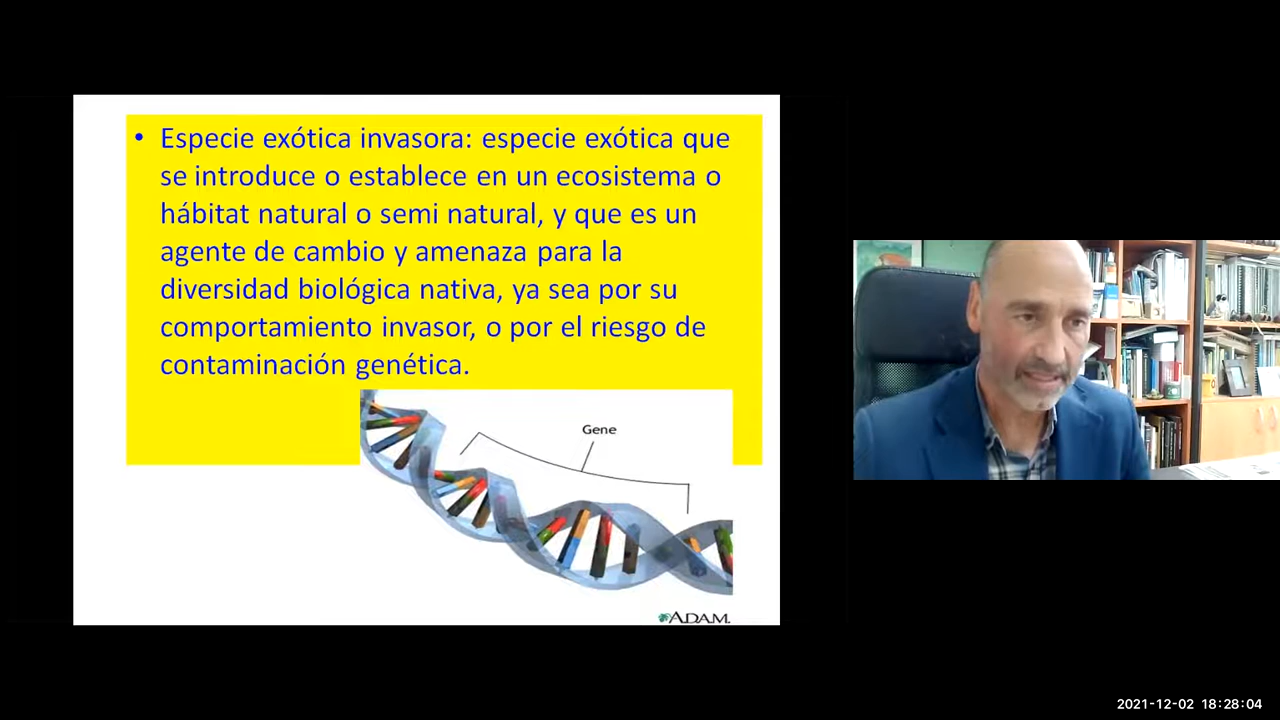 • Especie exótica invasora: especie exótica que
se introduce o establece en un ecosistema o
hábitat natural o semi natural, y que es un
agente de cambio y amenaza para la
diversidad biológica nativa, ya sea por su
comportamiento invasor, o por el riesgo de
contaminación genética.
Gene
ADAM.
2021-12-02 18:28:04